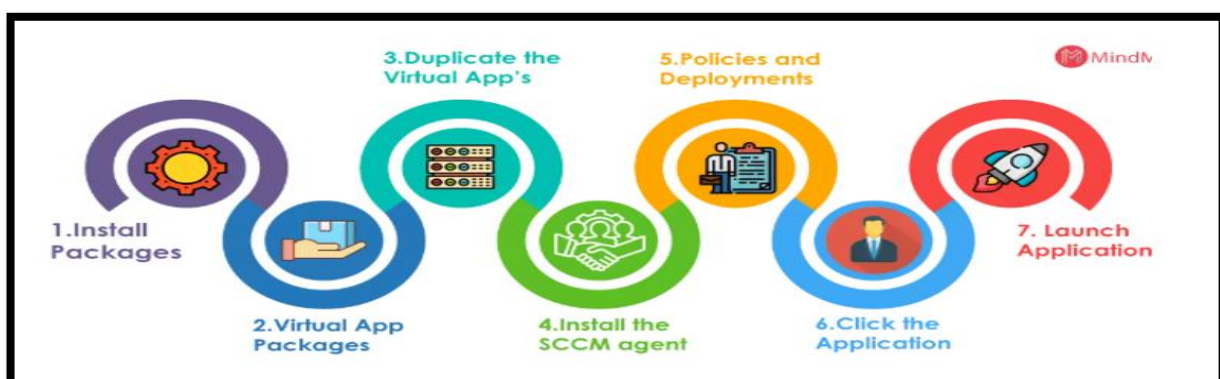 3.Duplicate the
Virtual App's
5.Policies and
Deployments
MindM
1.Install
Packages
7. Launch
Application
2.Virtual App
Packages
4.Install the
SCCM agent
6.Click the
Application